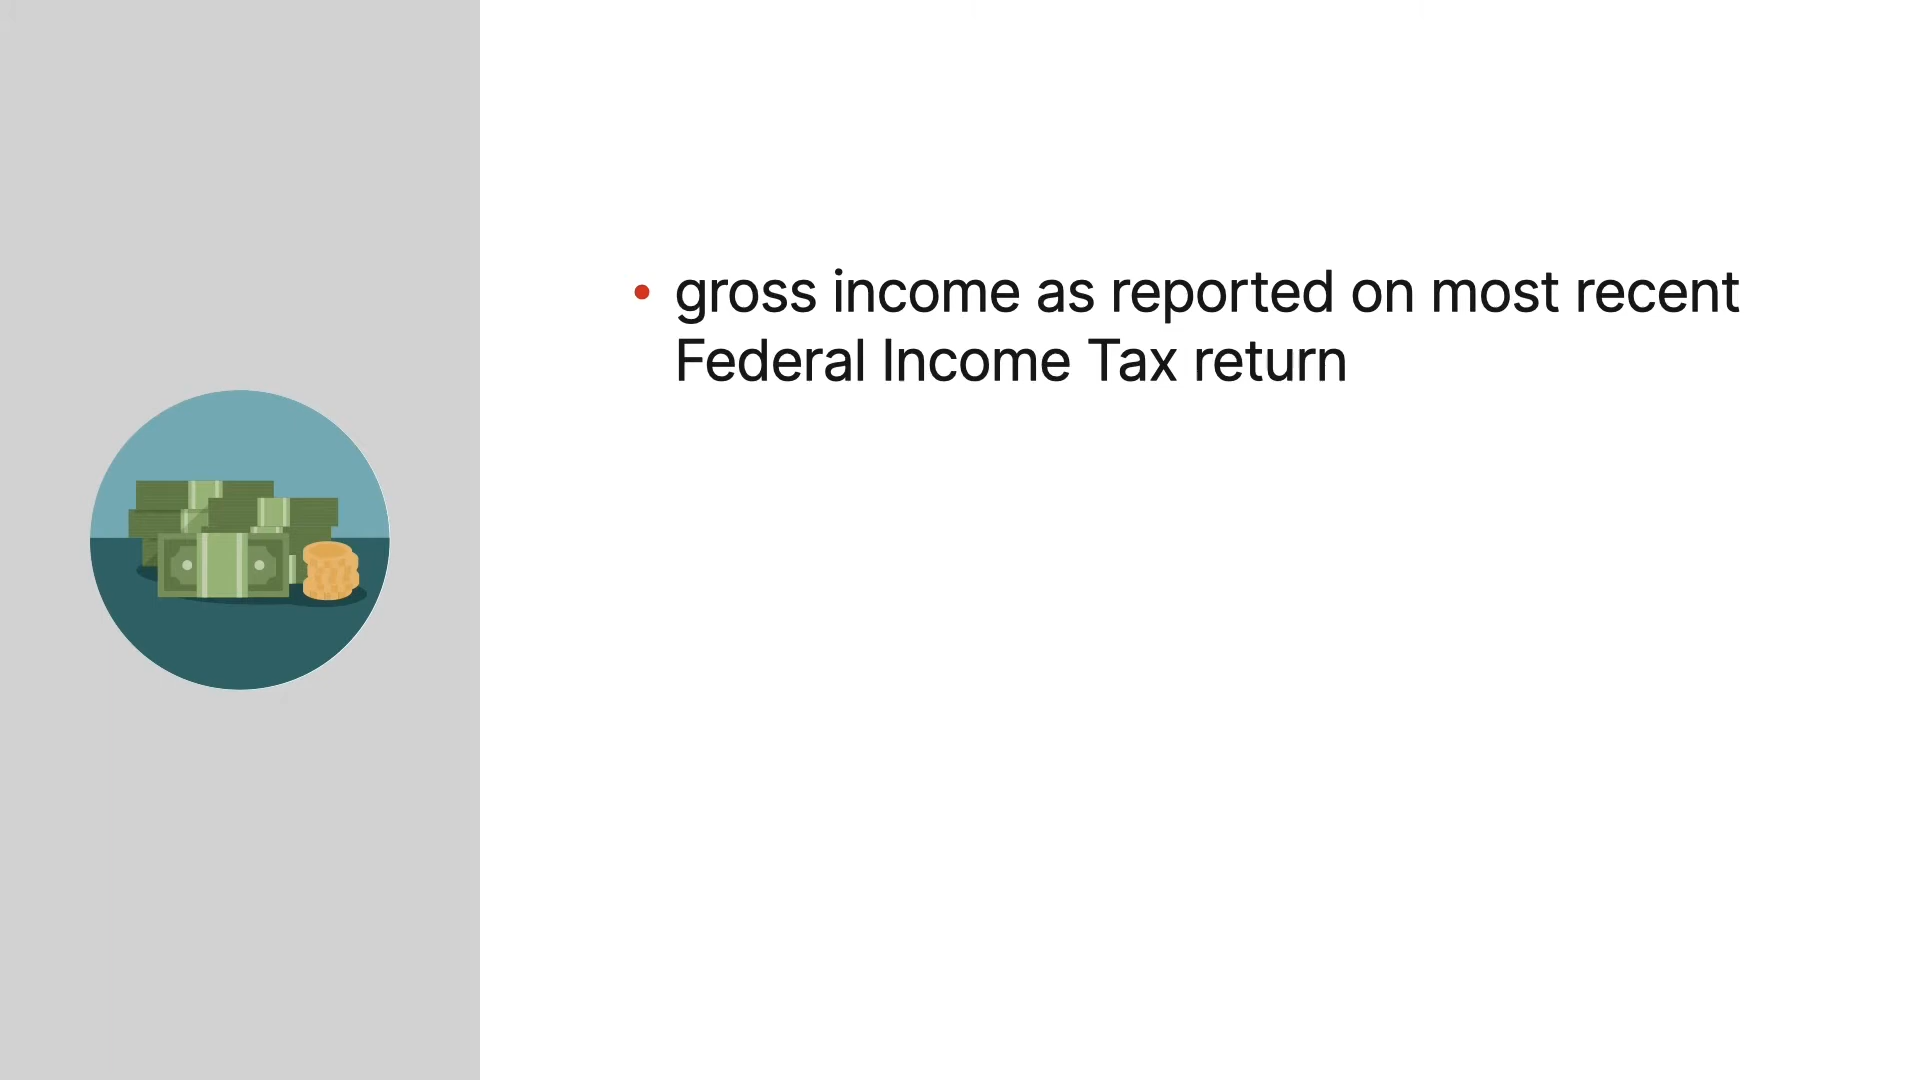 • gross income as reported on most recent
Federal Income Tax return